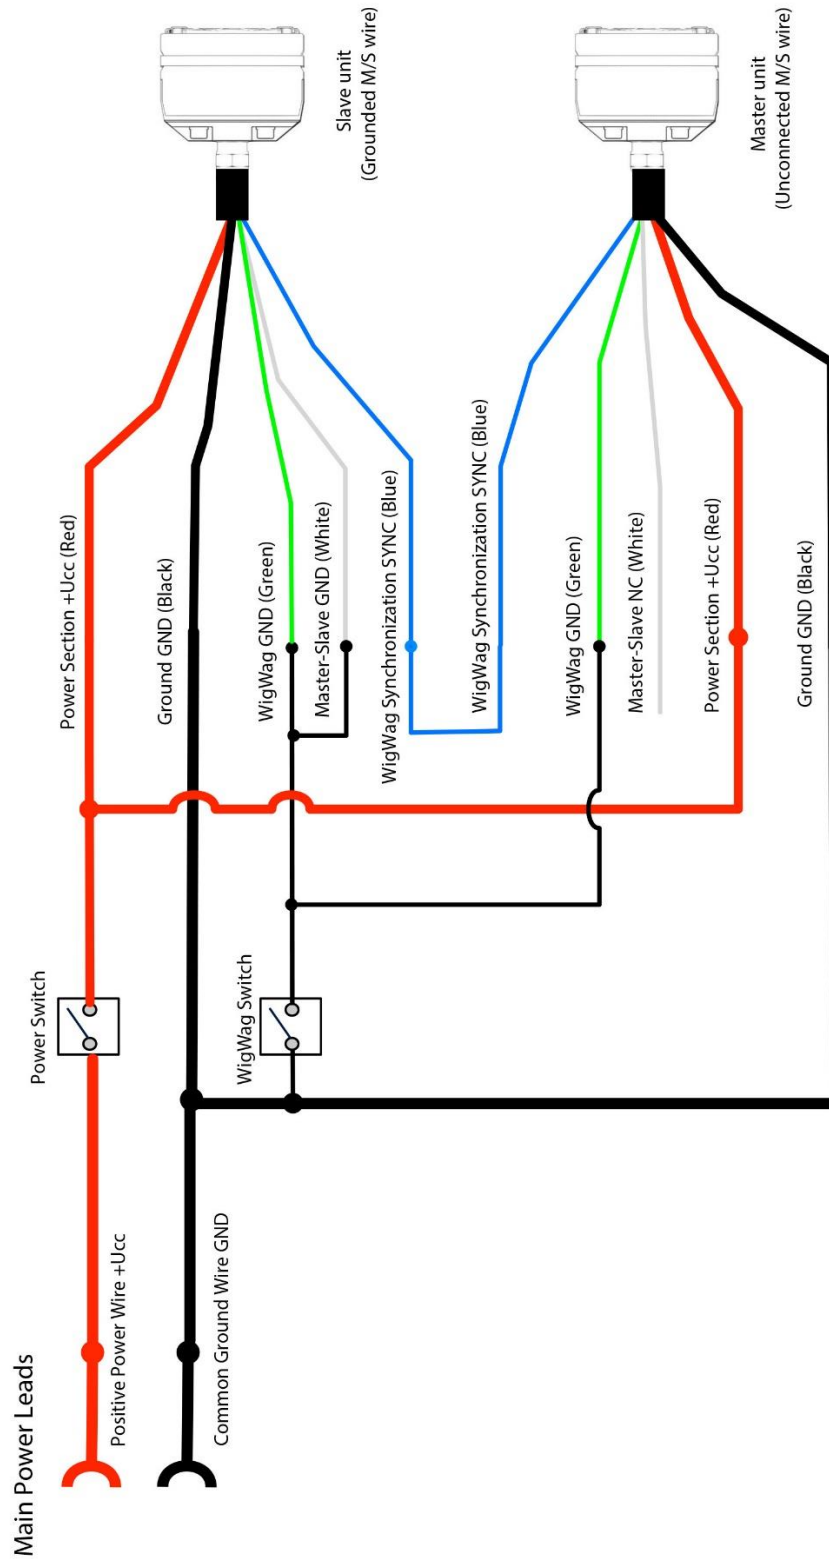 Main Power Leads
Positive Power Wire +Ucc
Power Switch
Power Section +Ucc (Red)
Common Ground Wire GND
Ground GND (Black)
WigWag Switch
WigWag GND (Green)
Master-Slave GND (White)
Slave unit
(Grounded M/S wire)
WigWag Synchronization SYNC (Blue)
WigWag Synchronization SYNC (Blue)
WigWag GND (Green)
Master-Slave NC (White)
Power Section +Ucc (Red)
Master unit
(Unconnected M/S wire)
Ground GND (Black)